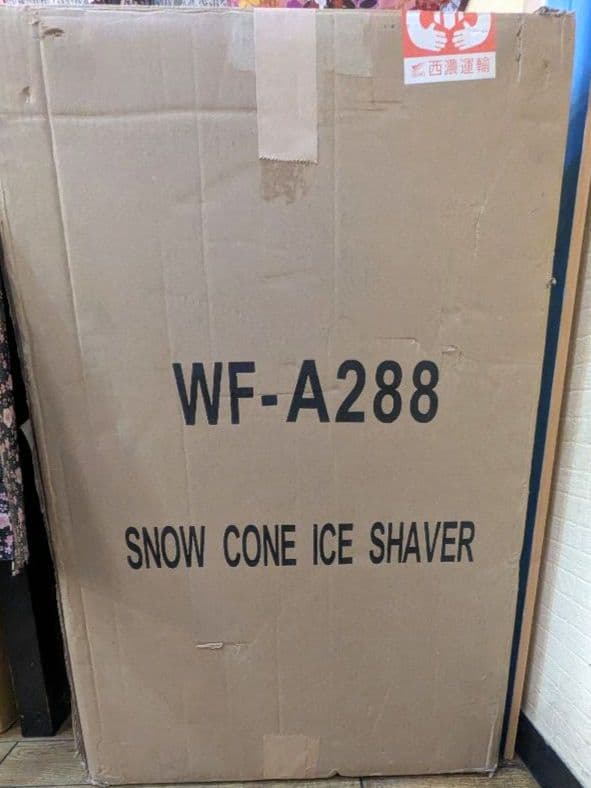 西濃運輸
WF-A288
SNOW CONE ICE SHAVER